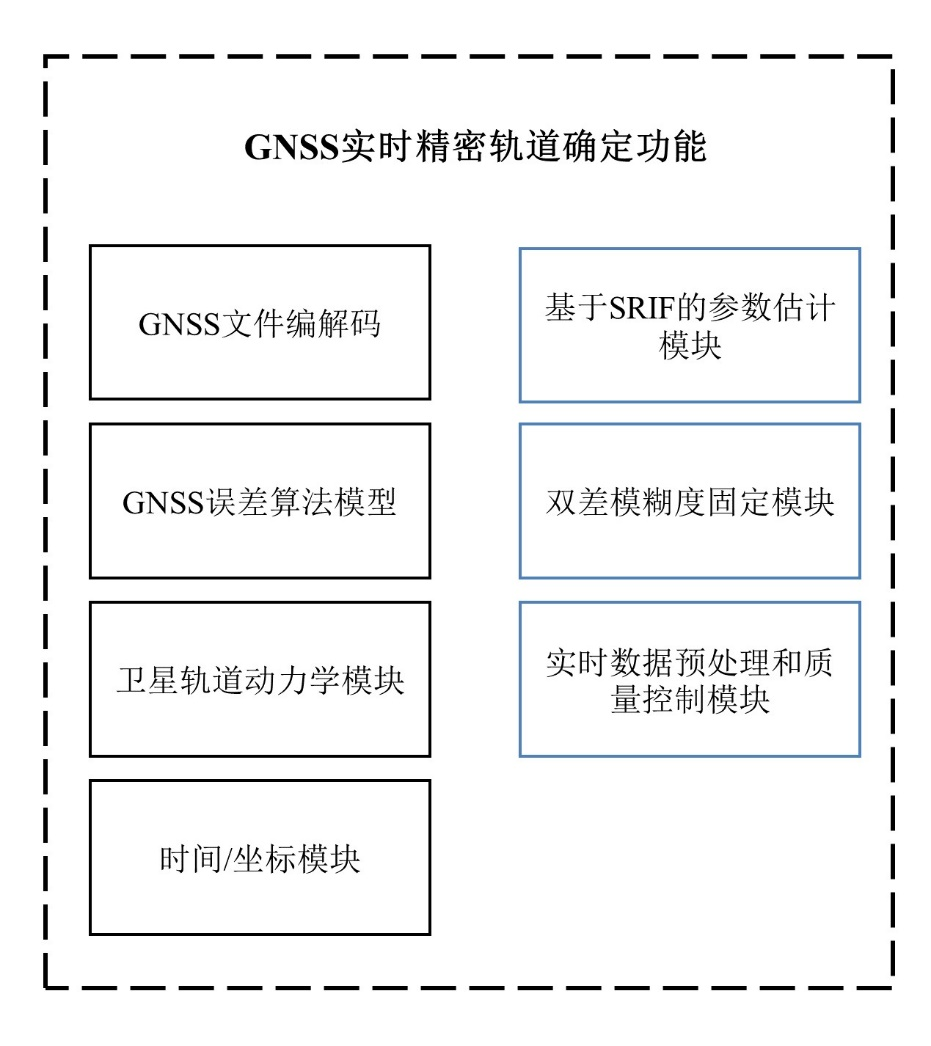 GNSS实时精密轨道确定功能
GNSS文件编解码
GNSS误差算法模型
卫星轨道动力学模块
时间/坐标模块
基于SRIF的参数估计
模块
双差模糊度固定模块
实时数据预处理和质
量控制模块